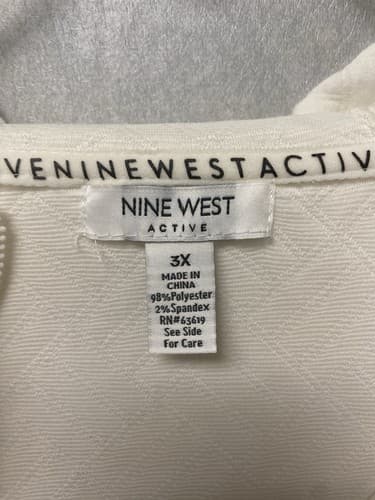 VENINEWESTACTIV
NINE WEST
ACTIVE
3X
MADE IN
CHINA
98%Polyester
2%Spandex
RN#63619
See Side
For Care